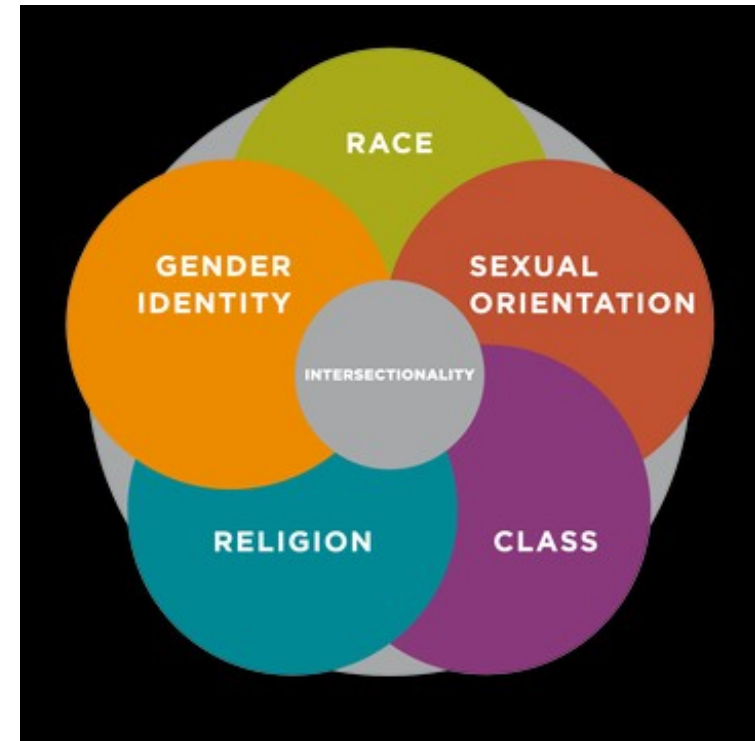 RACE
GENDER
IDENTITY
SEXUAL
ORIENTATION
INTERSECTIONALITY
RELIGION
CLASS